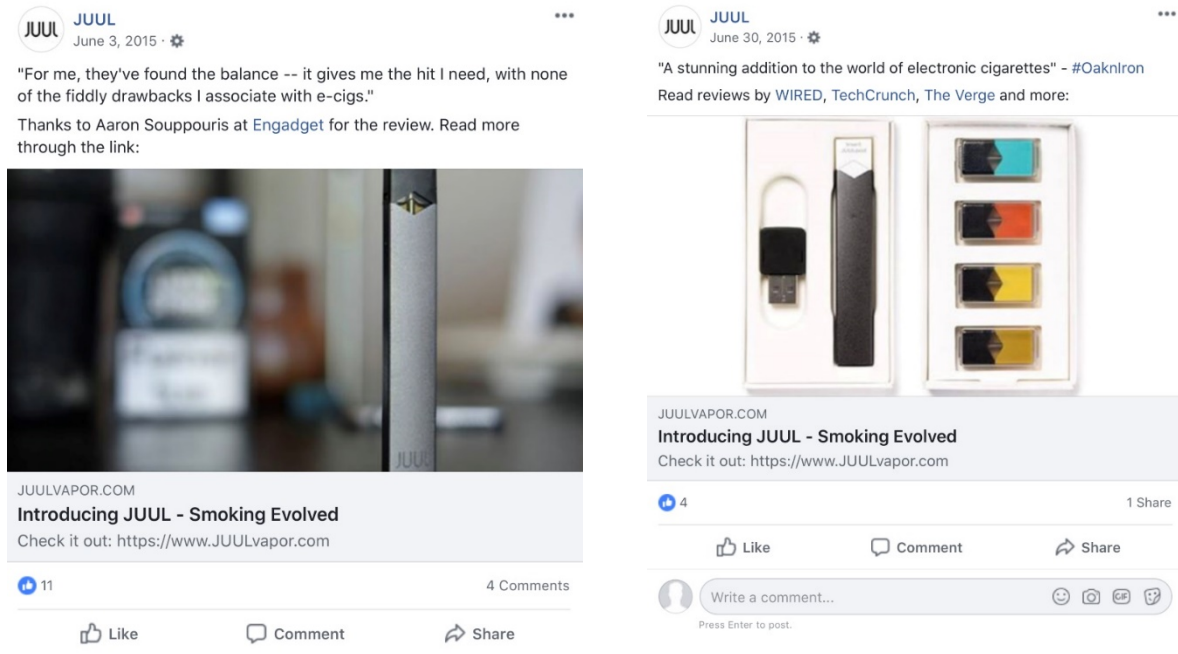 JUUL
JUUL
June 3, 2015 ·
"For me, they've found the balance -- it gives me the hit I need, with none
of the fiddly drawbacks I associate with e-cigs."
Thanks to Aaron Souppouris at Engadget for the review. Read more
through the link:
JUUL
JUULVAPOR.COM
Introducing JUUL - Smoking Evolved
Check it out: https://www.JUULvapor.com
11
4 Comments
Like
Comment
Share
JUUL
JUUL
June 30, 2015 ·
"A stunning addition to the world of electronic cigarettes" - #OaknIron
Read reviews by WIRED, TechCrunch, The Verge and more:
JUULVAPOR.COM
Introducing JUUL - Smoking Evolved
Check it out: https://www.JUULvapor.com
4
1 Share
Like
Comment
Share
Write a comment...
GIF
Press Enter to post.